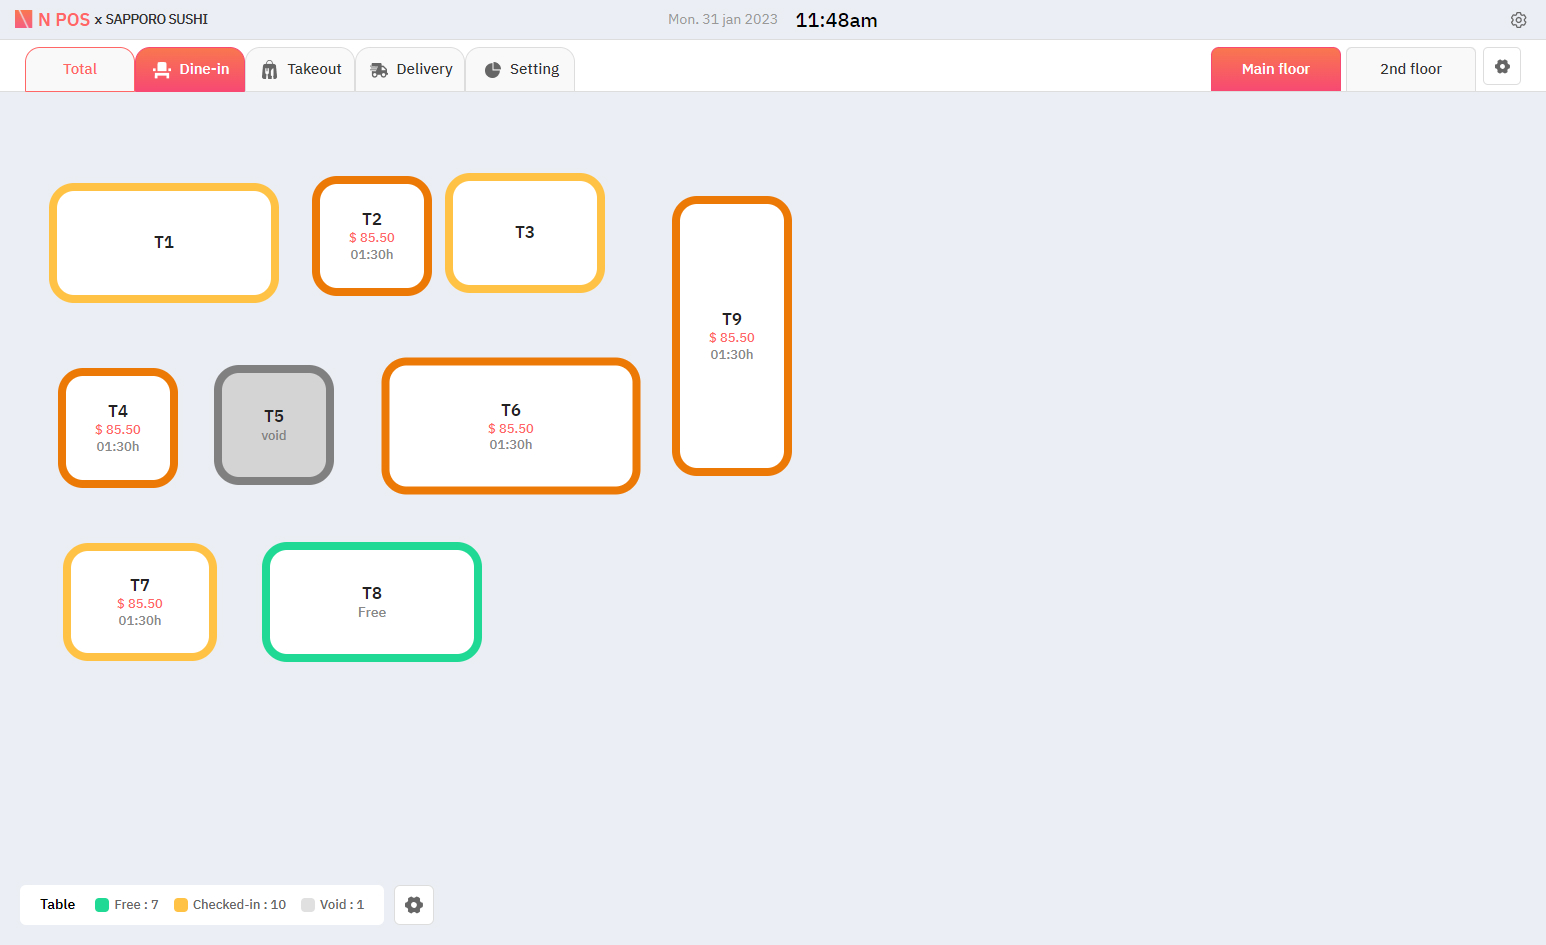 N POS x SAPPORO SUSHI
Mon. 31 jan 2023 11:48am
Total
Dine-in
Takeout
Delivery
Setting
Main floor
2nd floor
T1
T2
$ 85.50
01:30h
T3
T9
$ 85.50
01:30h
T4
$ 85.50
01:30h
T5
void
T6
$ 85.50
01:30h
T7
$ 85.50
01:30h
T8
Free
Table Free : 7 Checked-in : 10 Void : 1